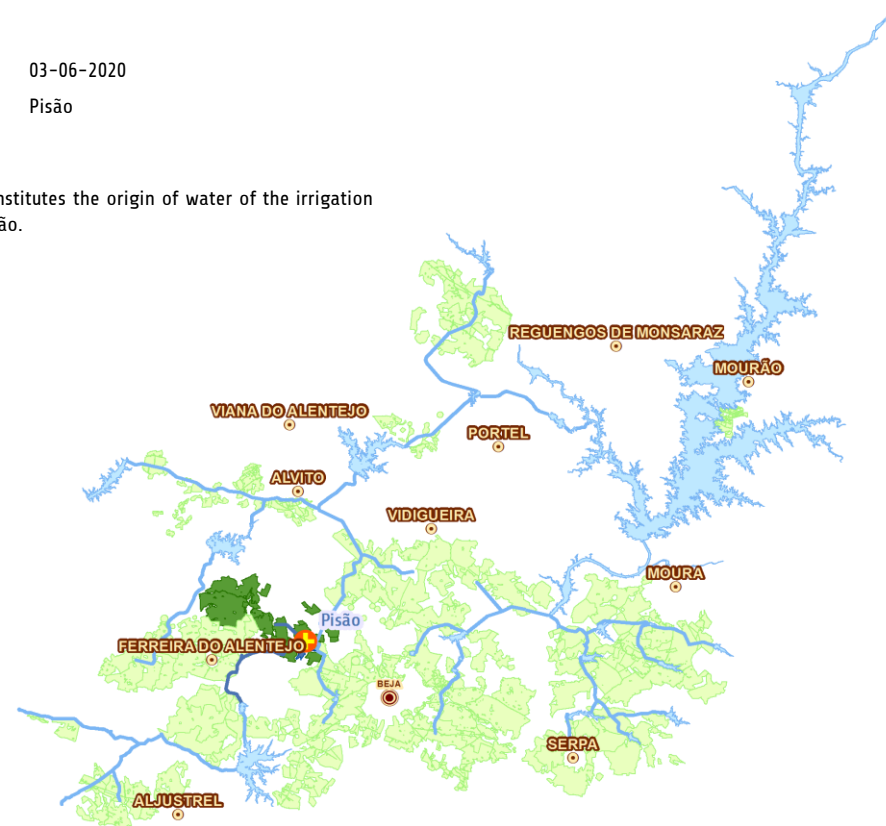 03-06-2020
Pisão
nstitutes the origin of water of the irrigation
ão.
REGUENGOS DE MONSARAZ
MOURÃO
VIANA DO ALENTEJO
PORTEL
ALVITO
VIDIGUEIRA
MOURA
Pisão
FERREIRA DO ALENTEJO
BEJA
SERPA
ALJUSTREL